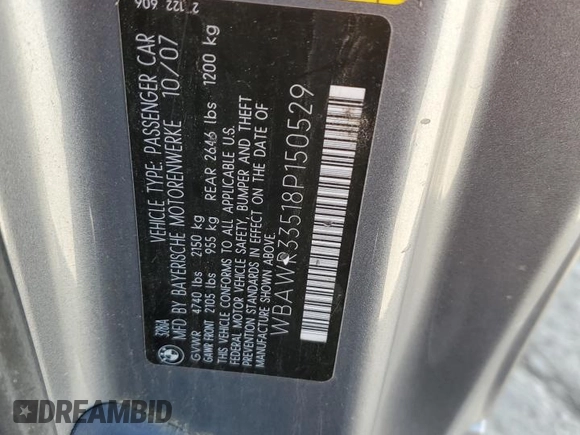 2 122 606
VEHICLE TYPE: PASSENGER CAR
MFD BY BAYERISCHE MOTORENWERKE 10/07
GVWR 4740 lbs 2150 kg
GAWR FRONT 2105 lbs 955 kg REAR 2646 lbs 1200 kg
THIS VEHICLE CONFORMS TO ALL APPLICABLE U.S.
FEDERAL MOTOR VEHICLE SAFETY, BUMPER AND THEFT
PREVENTION STANDARDS IN EFFECT ON THE DATE OF
MANUFACTURE SHOWN ABOVE.
WBAWR33518P150529
DREAMBID